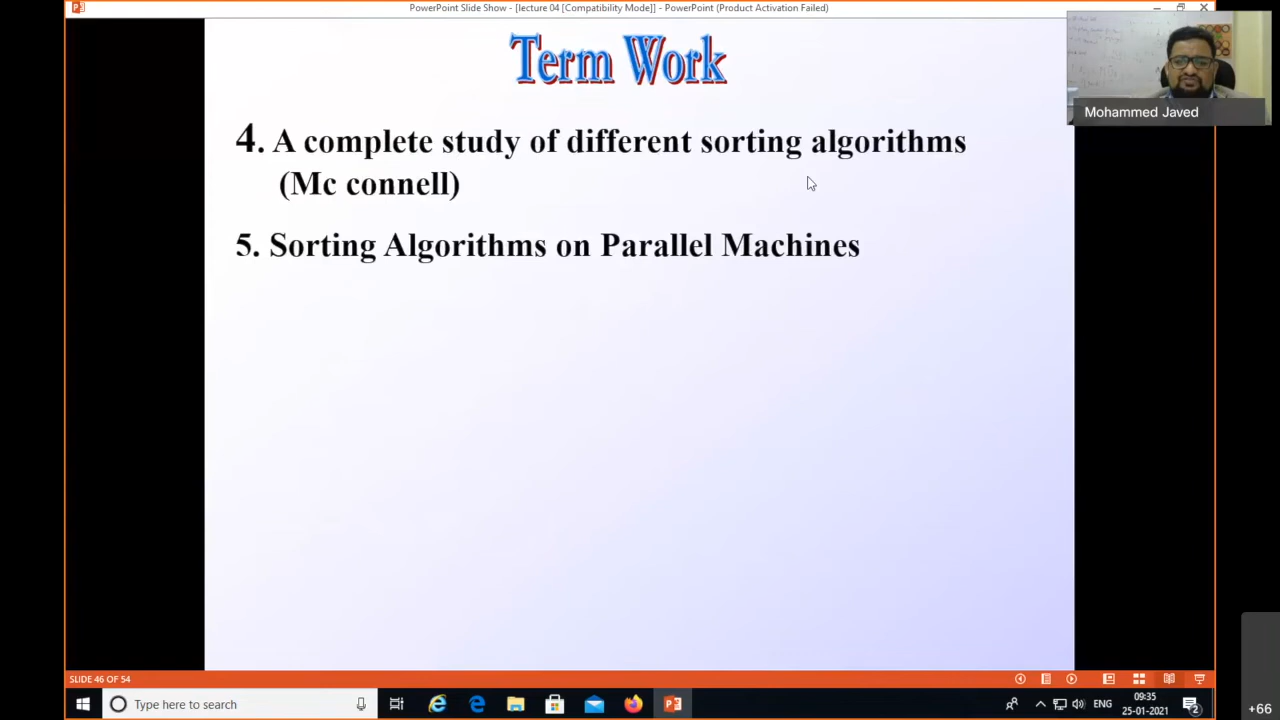 PowerPoint Slide Show - [lecture 04 [Compatibility Mode]] - PowerPoint (Product Activation Failed)
Term Work
Mohammed Javed
4. A complete study of different sorting algorithms
(Mc connell)
5. Sorting Algorithms on Parallel Machines
SLIDE 46 OF 54
Type here to search
ENG
09:35
25-01-2021
2
+66